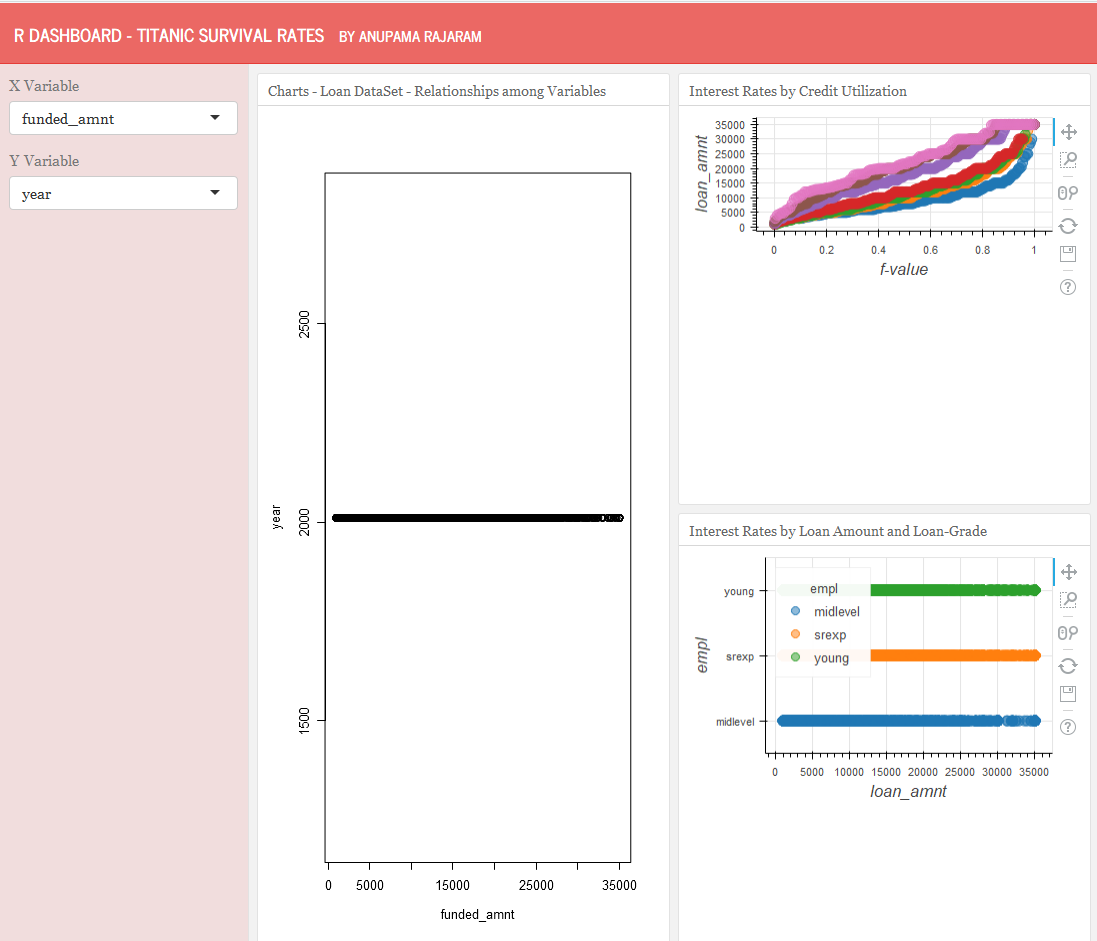 R DASHBOARD - TITANIC SURVIVAL RATES BY ANUPAMA RAJARAM
X Variable
funded_amnt
Y Variable
year
Charts - Loan DataSet - Relationships among Variables
2500
2000
1500
year
0 5000 15000 25000 35000
funded_amnt
Interest Rates by Credit Utilization
35000
30000
25000
20000
15000
10000
5000
0
loan_amnt
0 0.2 0.4 0.6 0.8 1
f-value
?
Interest Rates by Loan Amount and Loan-Grade
young
srexp
midlevel
empl
empl
midlevel
srexp
young
0 5000 10000 15000 20000 25000 30000 35000
loan_amnt
?